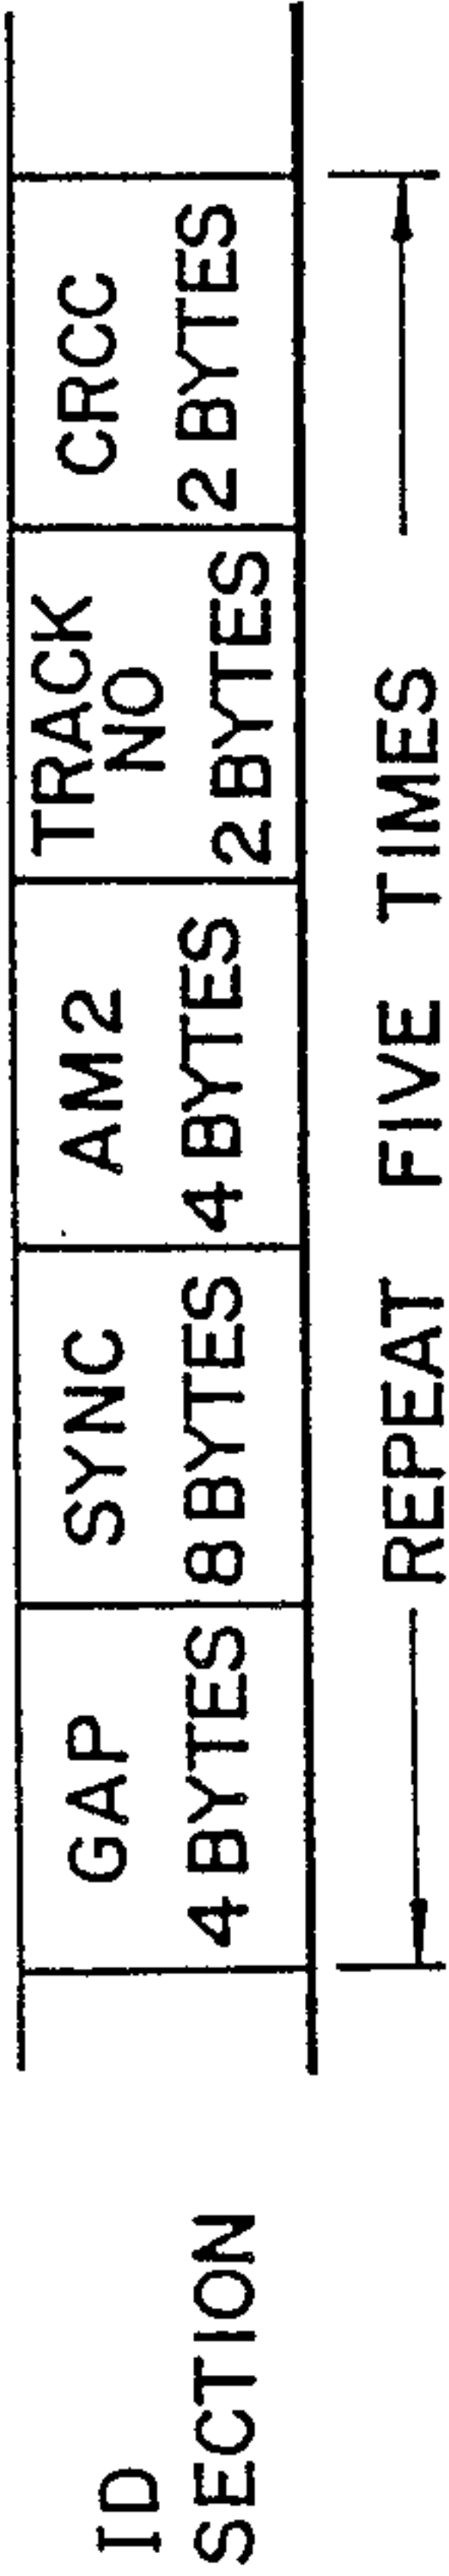 ID
SECTION
GAP
4 BYTES
SYNC
8 BYTES
AM2
4 BYTES
TRACK
NO
2 BYTES
CRCC
2 BYTES
REPEAT FIVE TIMES